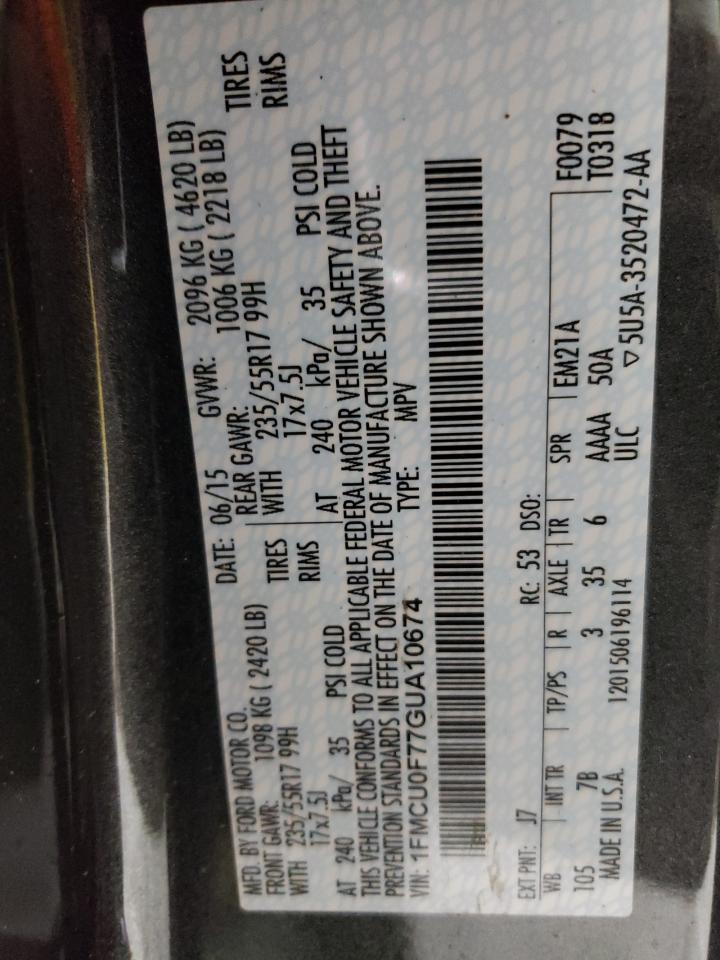 MFD. BY FORD MOTOR CO. DATE: 06/15 GVWR: 2096 KG ( 4620 LB)
FRONT GAWR: 1098 KG ( 2420 LB) REAR GAWR: 1006 KG ( 2218 LB)
WITH 235/55R17 99H TIRES WITH 235/55R17 99H TIRES
17x7.5J RIMS 17x7.5J RIMS
AT 240 kPa/ 35 PSI COLD AT 240 kPa/ 35 PSI COLD
THIS VEHICLE CONFORMS TO ALL APPLICABLE FEDERAL MOTOR VEHICLE SAFETY AND THEFT
PREVENTION STANDARDS IN EFFECT ON THE DATE OF MANUFACTURE SHOWN ABOVE.
VIN: 1FMCU0F77GUA10674 TYPE: MPV
EXT PNT: J7 RC: 53 DSO: F0079
WB INT TR TP/PS R AXLE TR SPR EM21A T0318
105 7B 3 35 6 AAAA 50A
MADE IN U.S.A. 1201506196114 ULC ▽5U5A-3520472-AA